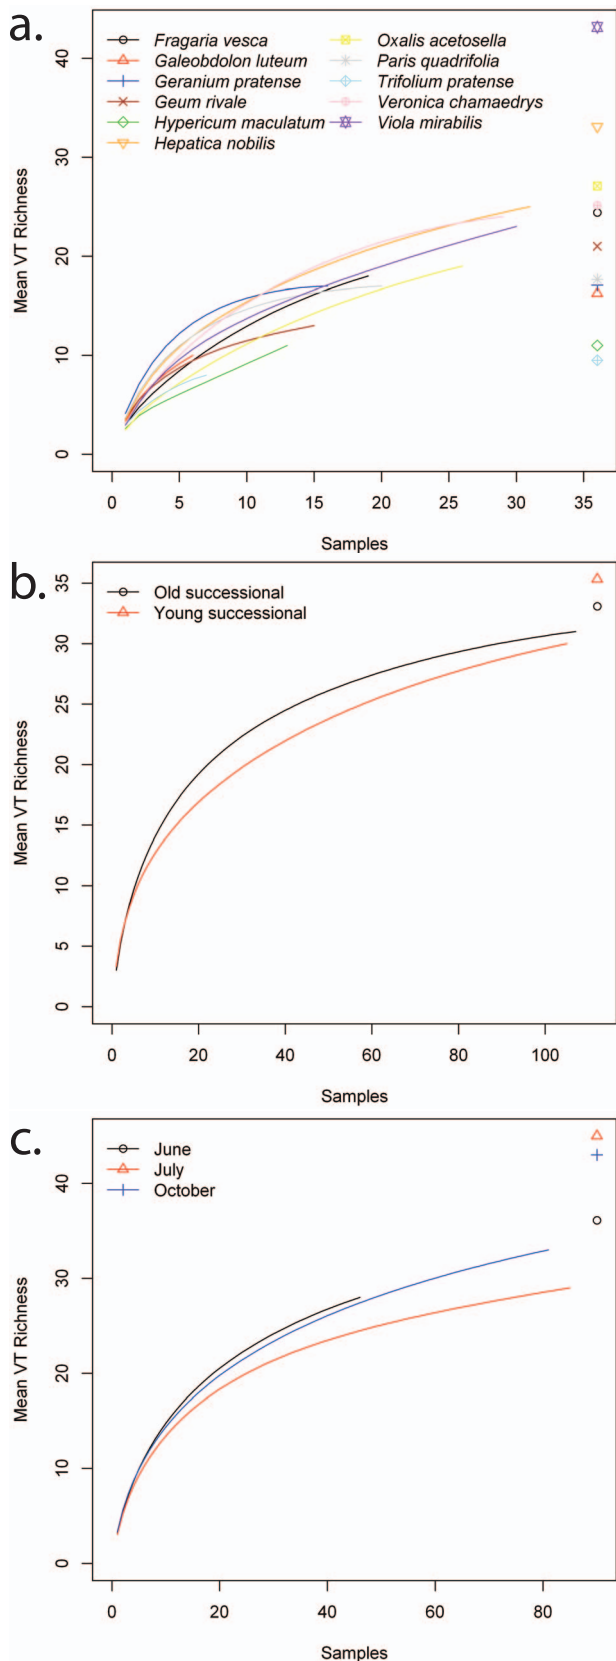 a.
Fragaria vesca
Galeobdolon luteum
Geranium pratense
Geum rivale
Hypericum maculatum
Hepatica nobilis
Oxalis acetosella
Paris quadrifolia
Trifolium pratense
Veronica chamaedrys
Viola mirabilis
Mean VT Richness
40
30
20
10
0
0 5 10 15 20 25 30 35
Samples
b.
Old successional
Young successional
Mean VT Richness
35
30
25
20
15
10
5
0
0 20 40 60 80 100
Samples
c.
June
July
October
Mean VT Richness
40
30
20
10
0
0 20 40 60 80
Samples